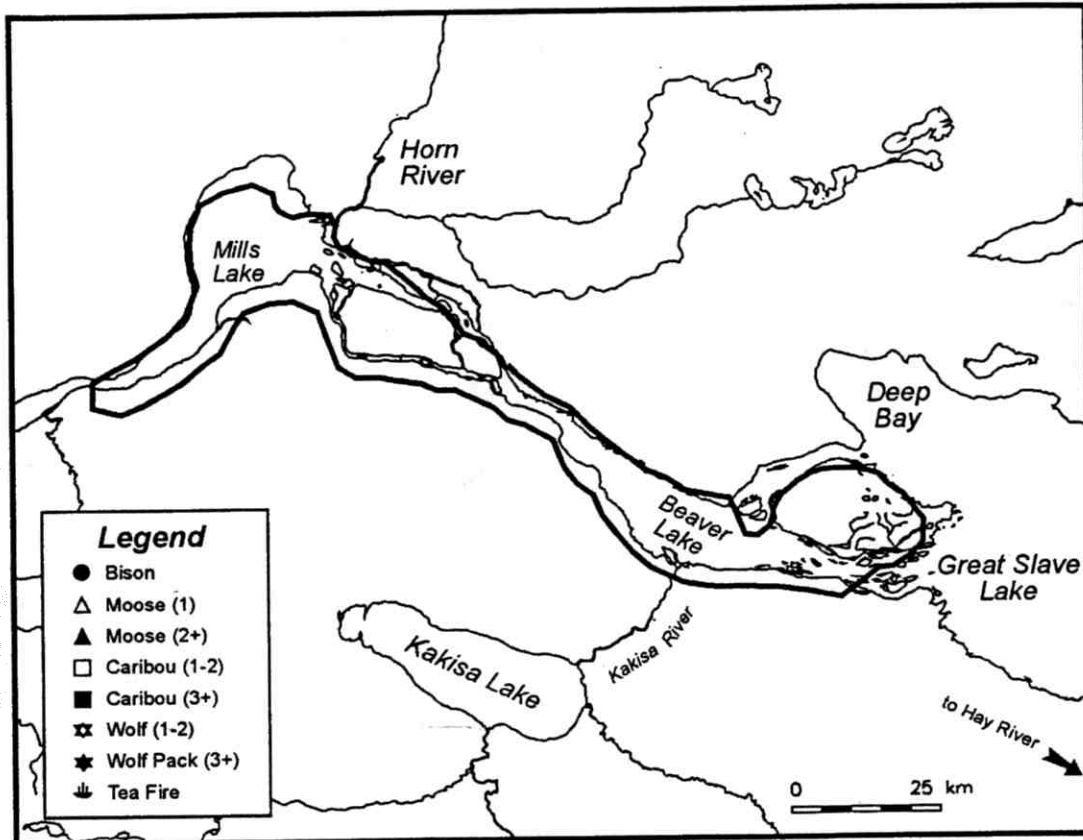 Horn
River
Mills
Lake
Deep
Bay
Beaver
Lake
Great Slave
Lake
Kakisa Lake
Kakisa River
to Hay River
0 25 km
Legend
Bison
Moose (1)
Moose (2+)
Caribou (1-2)
Caribou (3+)
Wolf (1-2)
Wolf Pack (3+)
Tea Fire